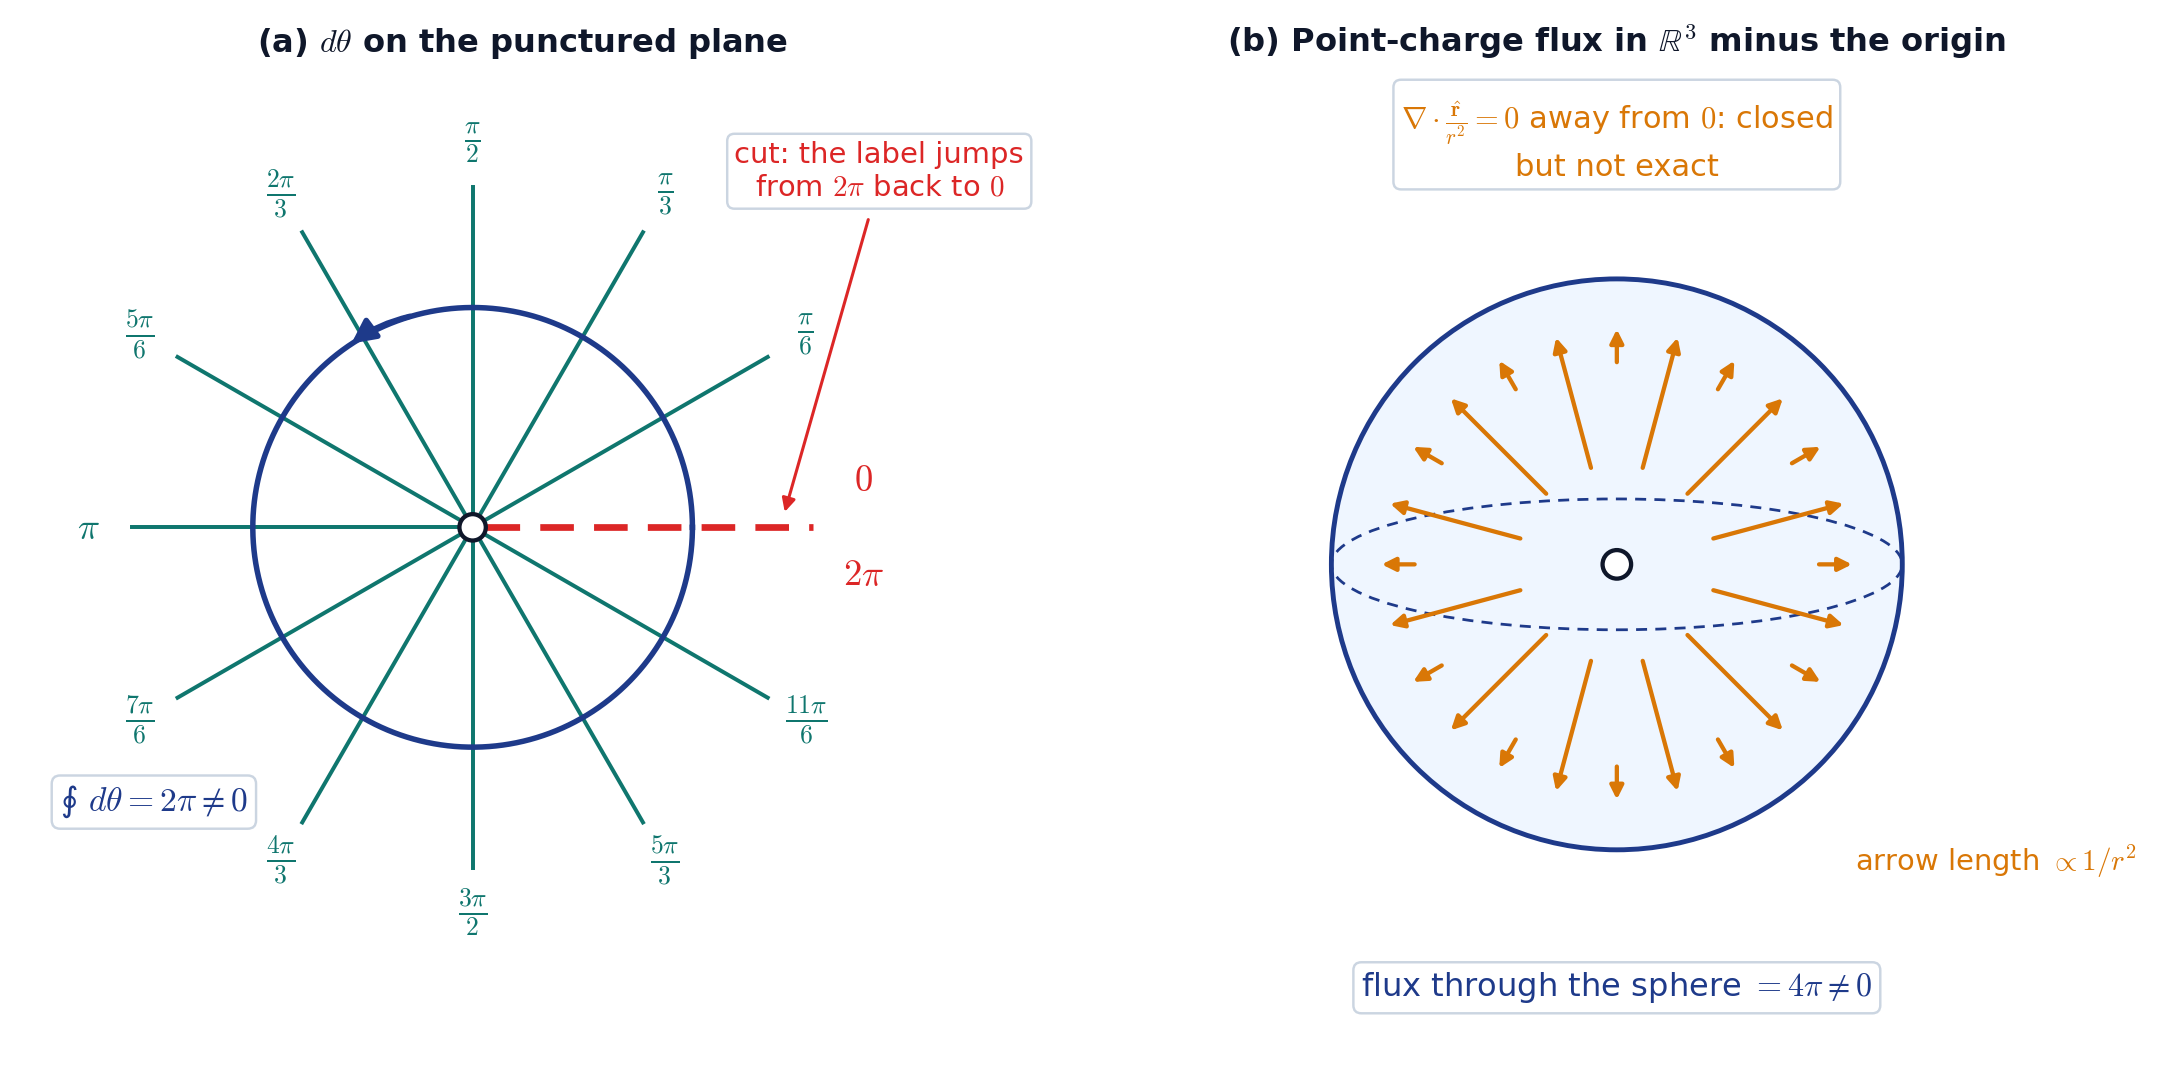 (a) dθ on the punctured plane
π/2
2π/3
π/3
cut: the label jumps
from 2π back to 0
5π/6
π/6
0
π
2π
7π/6
11π/6
∮ dθ = 2π ≠ 0
4π/3
5π/3
3π/2
(b) Point-charge flux in ℝ³ minus the origin
∇ · r̂/r² = 0 away from 0: closed
but not exact
arrow length ∝ 1/r²
flux through the sphere = 4π ≠ 0